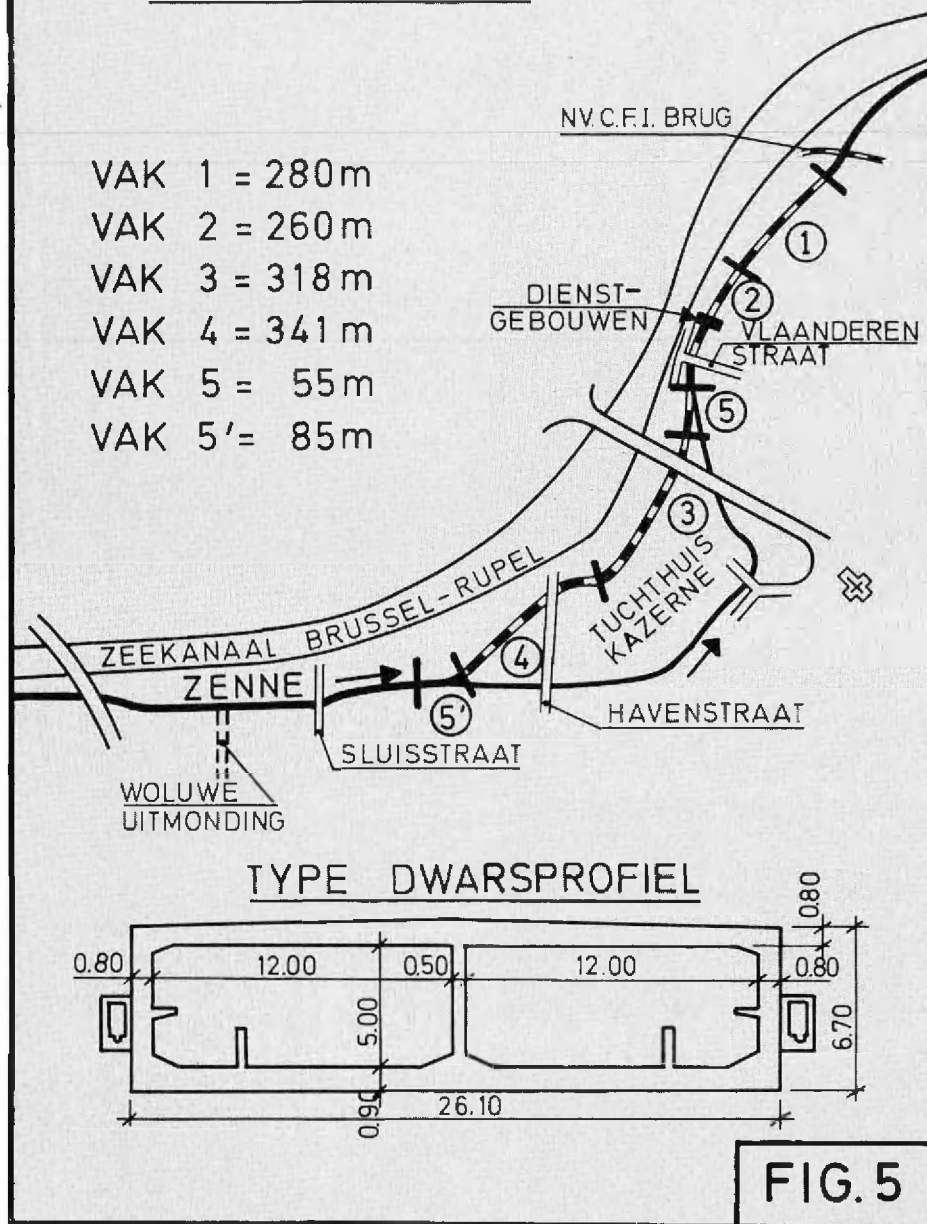 NV.C.F.I. BRUG
VAK 1 = 280m
VAK 2 = 260m
VAK 3 = 318m
VAK 4 = 341m
VAK 5 = 55m
VAK 5' = 85m
①
②
DIENST-
GEBOUWEN
VLAANDEREN
STRAAT
⑤
③
TUCHTHUIS
KAZERNE
ZEEKANAAL BRUSSEL-RUPEL
④
ZENNE
5'
HAVENSTRAAT
SLUISSTRAAT
WOLUWE
UITMONDING
TYPE DWARSPROFIEL
0.80
0.80 12.00 0.50 12.00 0.80
5.00
6.70
0.90
26.10
FIG. 5